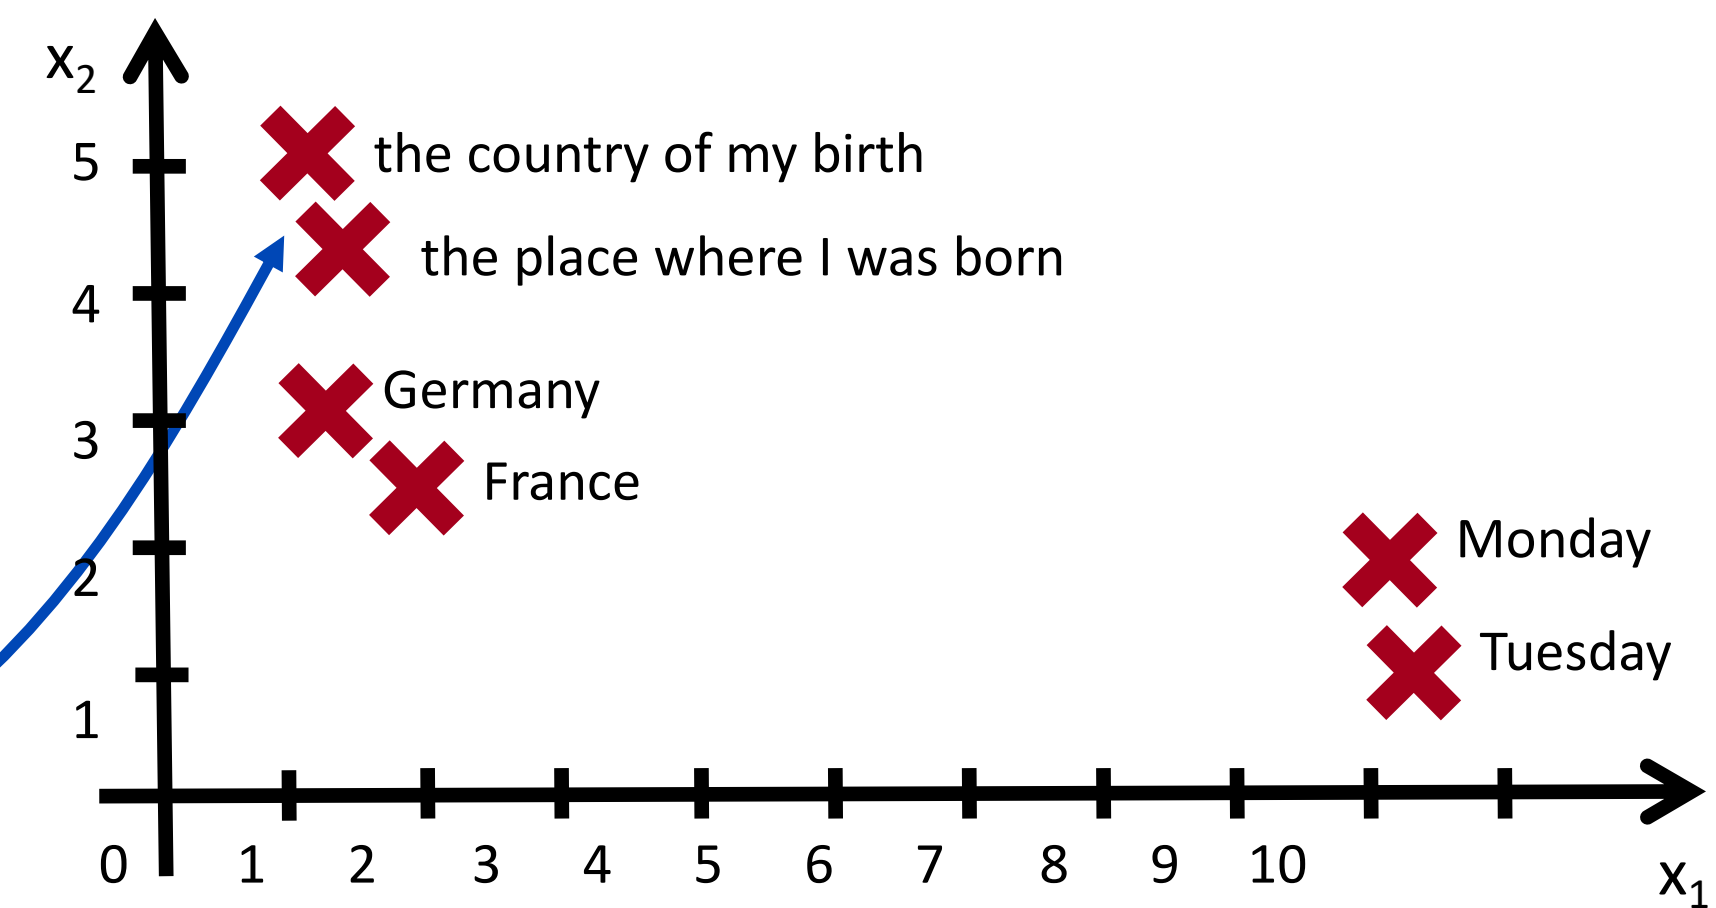 x2
5
the country of my birth
the place where I was born
4
Germany
3
France
Monday
2
Tuesday
1
0 1 2 3 4 5 6 7 8 9 10
x1